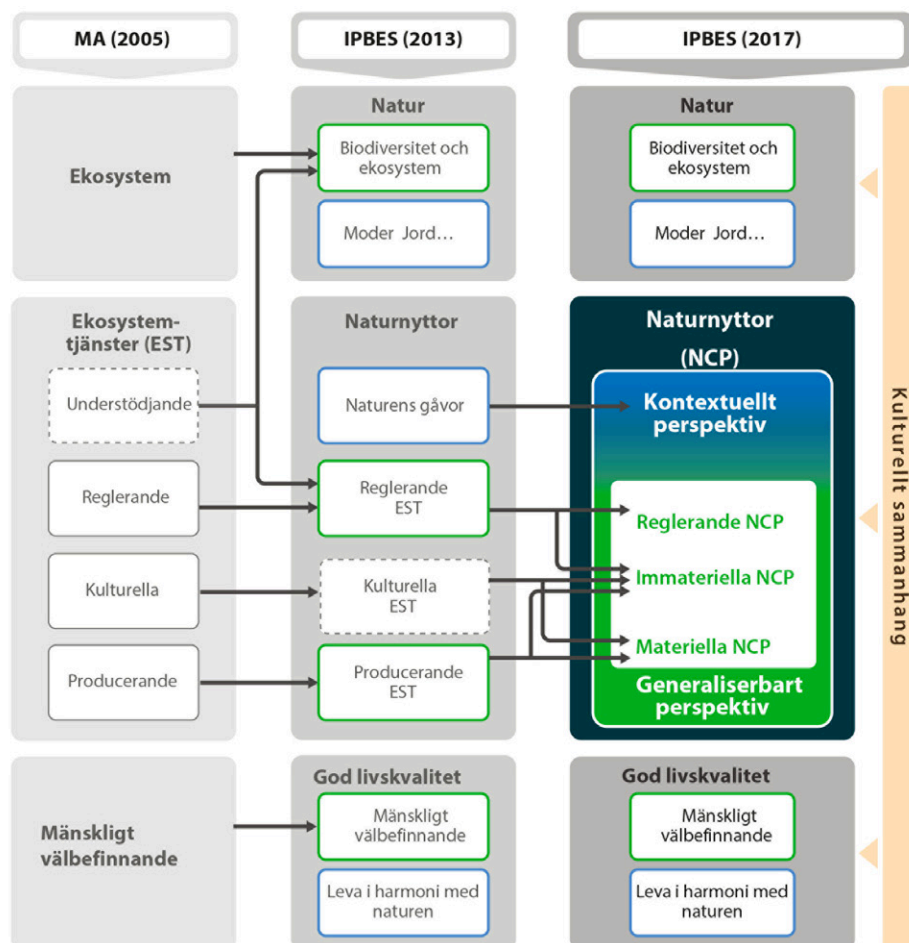 MA (2005)
IPBES (2013)
IPBES (2017)
Ekosystem
Natur
Biodiversitet och
ekosystem
Moder Jord…
Natur
Biodiversitet och
ekosystem
Moder Jord…
Ekosystem-
tjänster (EST)
Understödjande
Reglerande
Kulturella
Producerande
Naturnyttor
Naturens gåvor
Reglerande
EST
Kulturella
EST
Producerande
EST
Naturnyttor
(NCP)
Kontextuellt
perspektiv
Reglerande NCP
Immateriella NCP
Materiella NCP
Generaliserbart
perspektiv
Mänskligt
välbefinnande
God livskvalitet
Mänskligt
välbefinnande
Leva i harmoni med
naturen
God livskvalitet
Mänskligt
välbefinnande
Leva i harmoni med
naturen
Kulturellt sammanhang